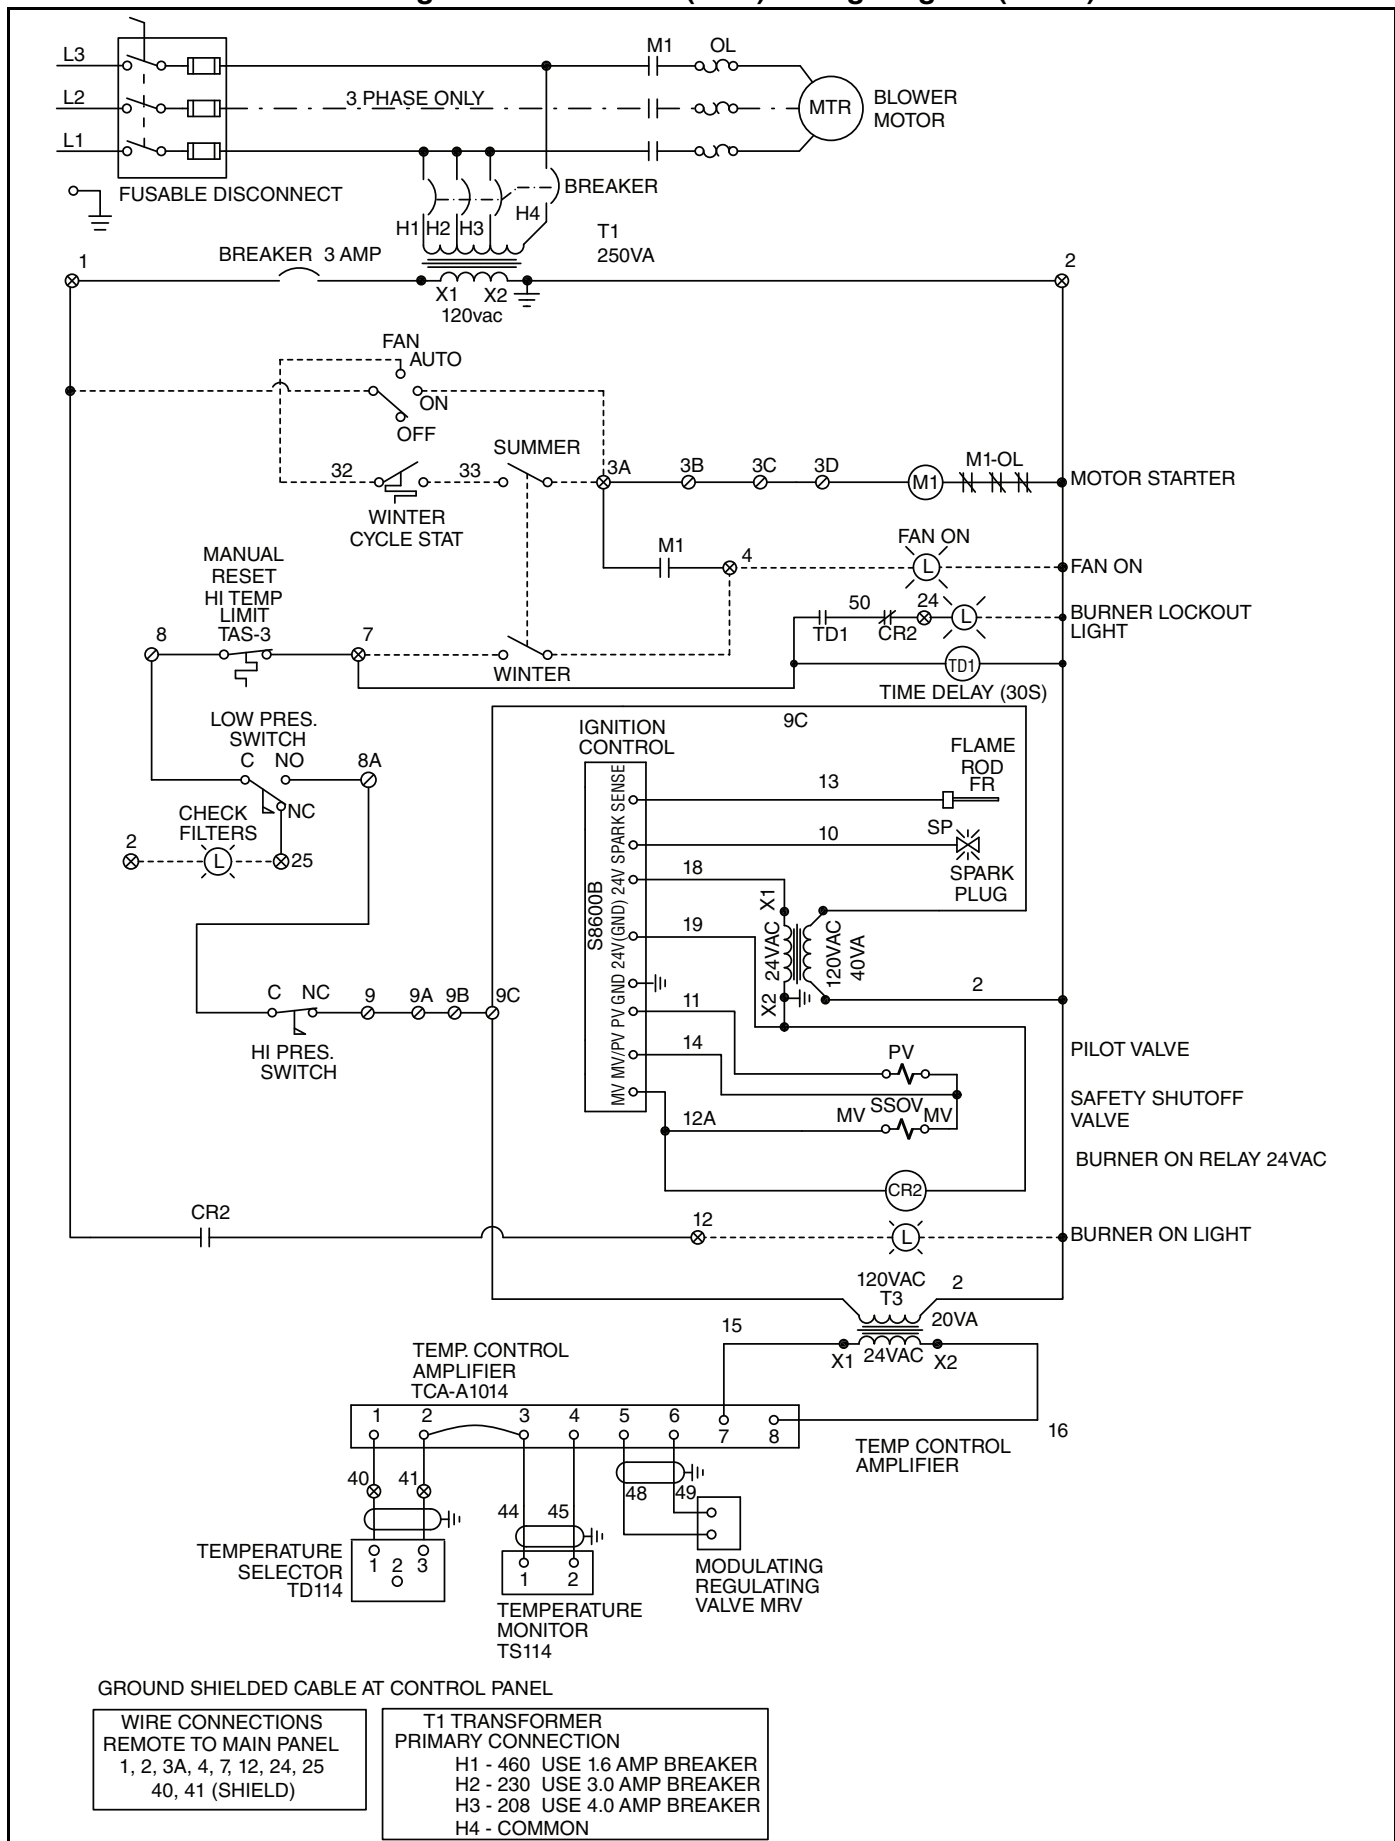 L3
M1 OL
L2
3 PHASE ONLY
MTR
BLOWER
MOTOR
L1
FUSABLE DISCONNECT
BREAKER
H1 H2 H3 H4
T1
250VA
1
BREAKER 3 AMP
2
X1 X2
120vac
FAN
AUTO
ON
OFF
SUMMER
32
33
3A
3B
3C
3D
M1
M1-OL
MOTOR STARTER
WINTER
CYCLE STAT
M1
4
FAN ON
L
FAN ON
MANUAL
RESET
HI TEMP
LIMIT
TAS-3
8
7
WINTER
TD1
50
CR2
24
L
BURNER LOCKOUT
LIGHT
TD1
TIME DELAY (30S)
9C
LOW PRES.
SWITCH
C NO
8A
NC
CHECK
FILTERS
2
L
25
IGNITION
CONTROL
S8600B
MV MV/PV PV GND 24V(GND) 24V SPARK SENSE
13
FLAME
ROD
FR
10
SP
SPARK
PLUG
18
X1
24VAC
X2
120VAC
40VA
19
2
C NC
9
9A
9B
9C
HI PRES.
SWITCH
11
PV
PILOT VALVE
14
SSOV
MV
MV
SAFETY SHUTOFF
VALVE
12A
BURNER ON RELAY 24VAC
CR2
CR2
12
L
BURNER ON LIGHT
120VAC
T3
2
20VA
15
X1
24VAC
X2
16
TEMP. CONTROL
AMPLIFIER
TCA-A1014
1 2 3 4 5 6 7 8
TEMP CONTROL
AMPLIFIER
40
41
44
45
48
49
TEMPERATURE
SELECTOR
TD114
1 2 3
1 2
TEMPERATURE
MONITOR
TS114
MODULATING
REGULATING
VALVE MRV
GROUND SHIELDED CABLE AT CONTROL PANEL
WIRE CONNECTIONS
REMOTE TO MAIN PANEL
1, 2, 3A, 4, 7, 12, 24, 25
40, 41 (SHIELD)
T1 TRANSFORMER
PRIMARY CONNECTION
H1 - 460 USE 1.6 AMP BREAKER
H2 - 230 USE 3.0 AMP BREAKER
H3 - 208 USE 4.0 AMP BREAKER
H4 - COMMON